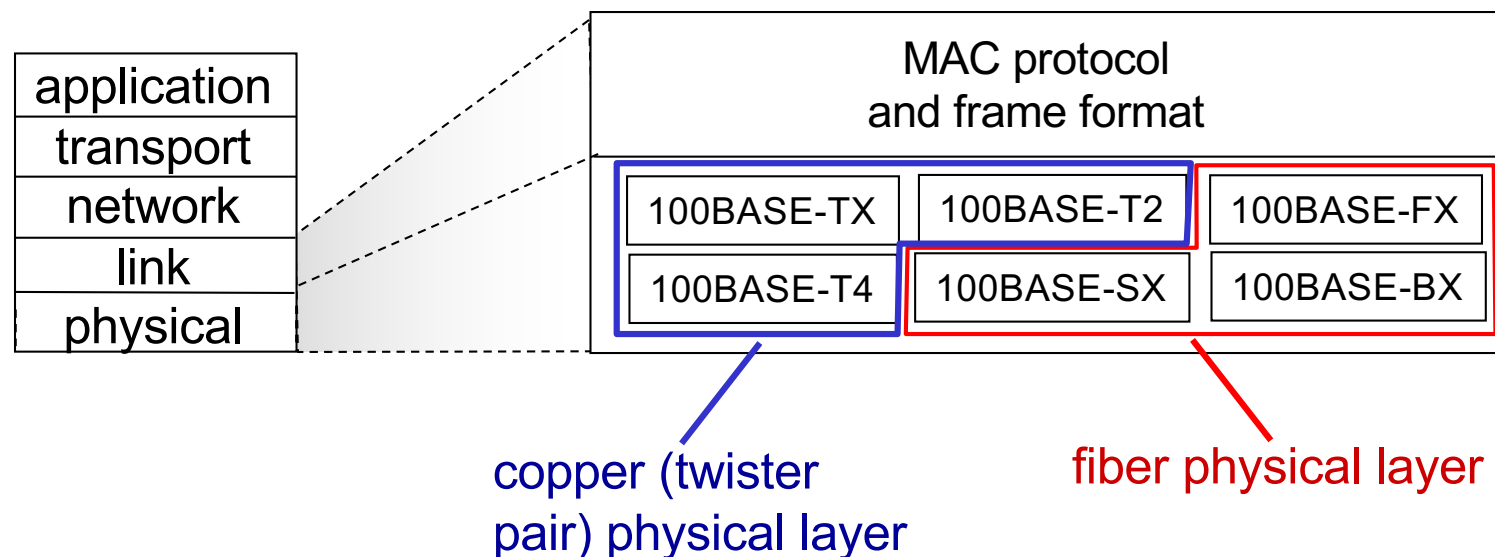 application
transport
network
link
physical
MAC protocol
and frame format
100BASE-TX
100BASE-T2
100BASE-FX
100BASE-T4
100BASE-SX
100BASE-BX
copper (twister
pair) physical layer
fiber physical layer